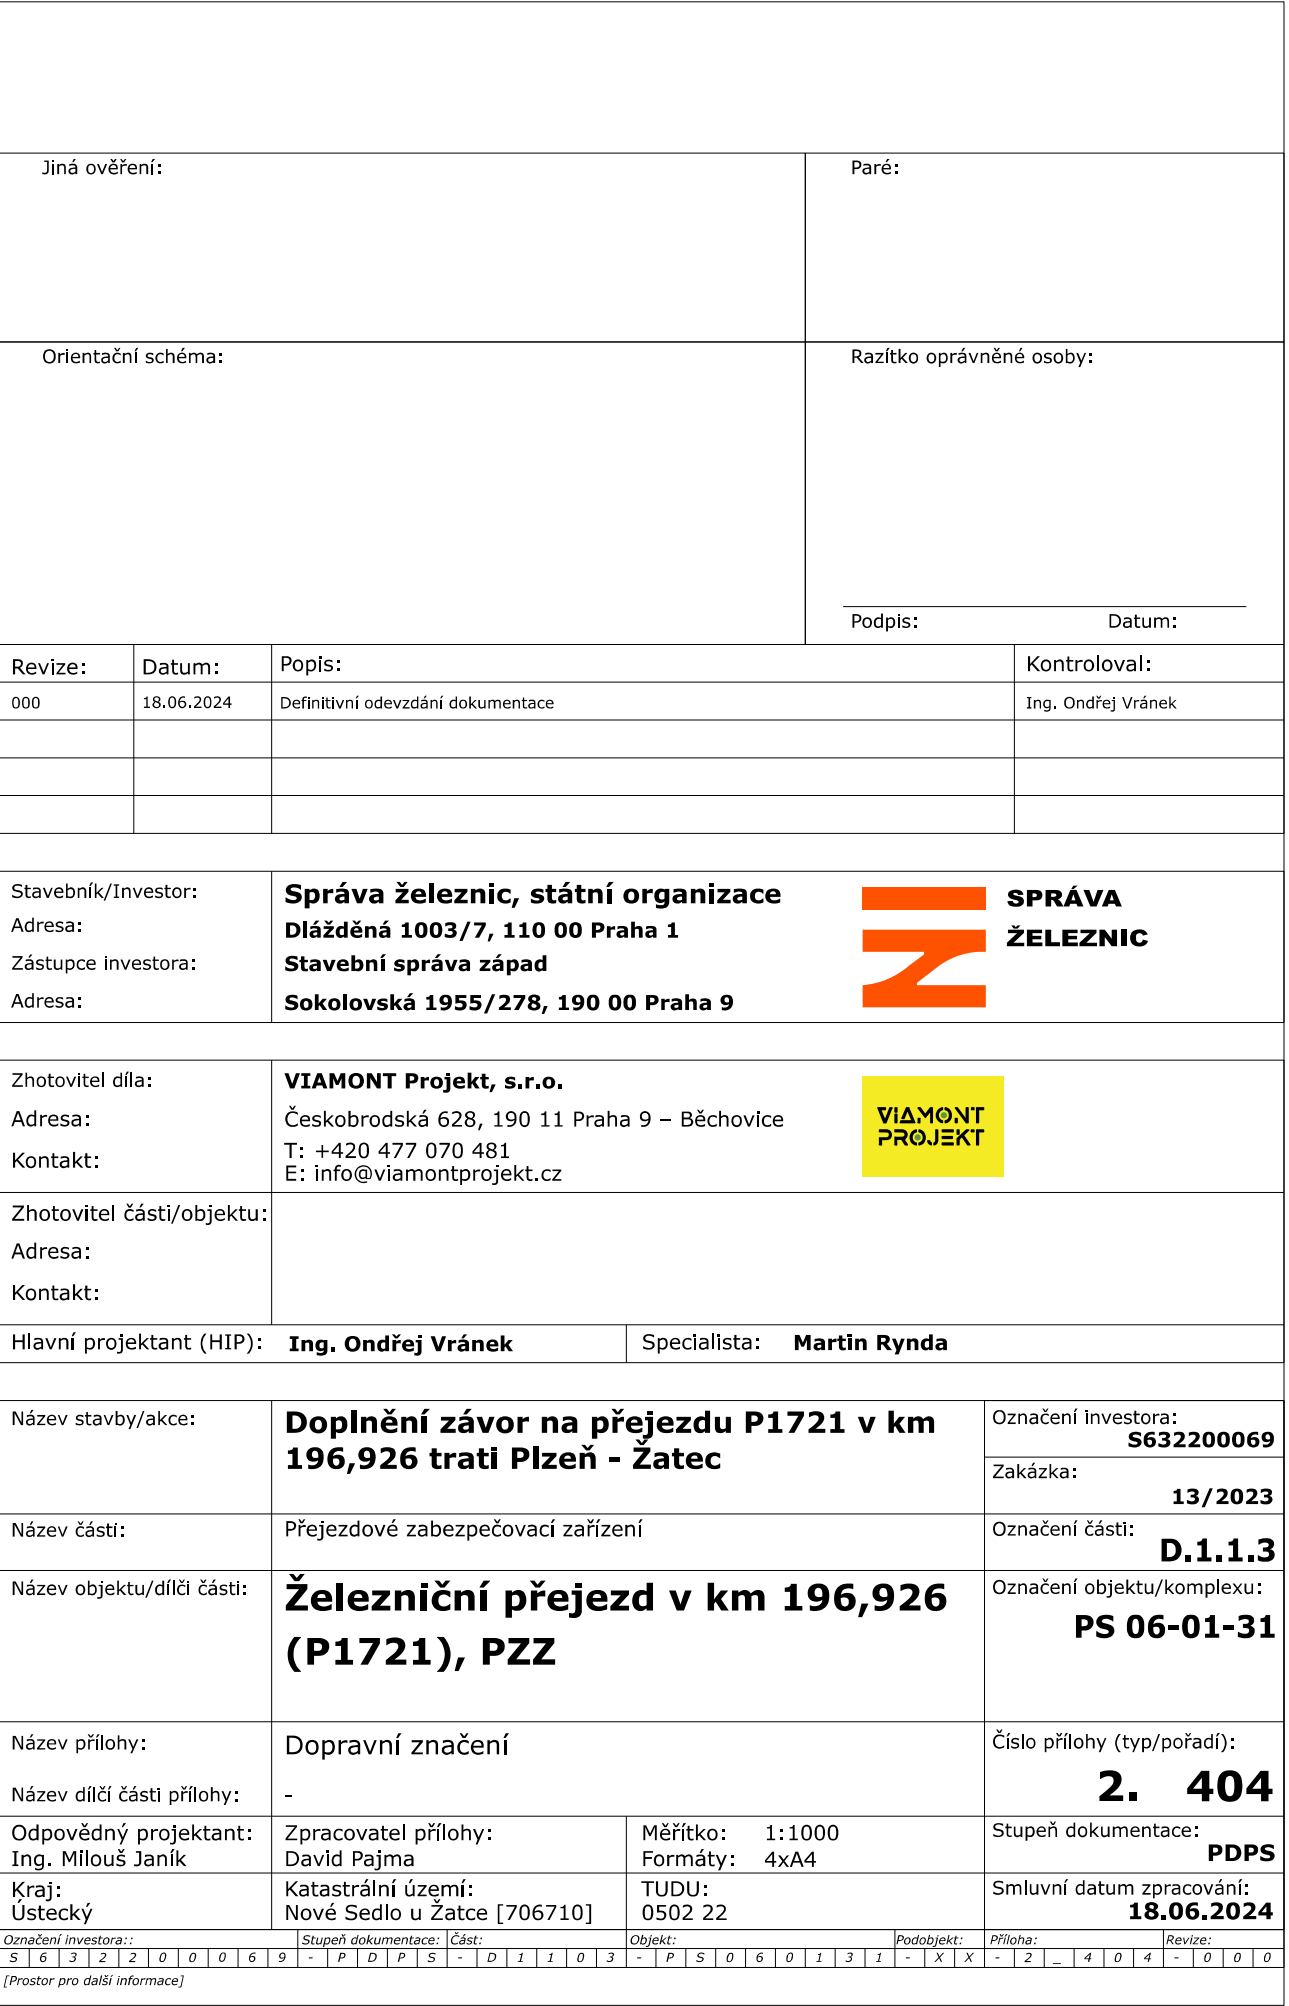 Jiná ověření:
Paré:
Orientační schéma:
Razítko oprávněné osoby:
Podpis: Datum:
Revize: Datum: Popis: Kontroloval:
000 18.06.2024 Definitivní odevzdání dokumentace Ing. Ondřej Vránek
Stavebník/Investor: Správa železnic, státní organizace
Adresa: Dlážděná 1003/7, 110 00 Praha 1
Zástupce investora: Stavební správa západ
Adresa: Sokolovská 1955/278, 190 00 Praha 9
SPRÁVA
ŽELEZNIC
Zhotovitel díla: VIAMONT Projekt, s.r.o.
Adresa: Českobrodská 628, 190 11 Praha 9 – Běchovice
Kontakt: T: +420 477 070 481
E: info@viamontprojekt.cz
VIAMONT
PROJEKT
Zhotovitel části/objektu:
Adresa:
Kontakt:
Hlavní projektant (HIP): Ing. Ondřej Vránek Specialista: Martin Rynda
Název stavby/akce: Doplnění závor na přejezdu P1721 v km
196,926 trati Plzeň - Žatec
Označení investora:
S632200069
Zakázka:
13/2023
Název části: Přejezdové zabezpečovací zařízení
Označení části:
D.1.1.3
Název objektu/dílči části: Železniční přejezd v km 196,926
(P1721), PZZ
Označení objektu/komplexu:
PS 06-01-31
Název přílohy: Dopravní značení
Název dílčí části přílohy: -
Číslo přílohy (typ/pořadí):
2. 404
Odpovědný projektant: Zpracovatel přílohy: Měřítko: 1:1000
Ing. Milouš Janík David Pajma Formáty: 4xA4
Stupeň dokumentace:
PDPS
Kraj: Katastrální území: TUDU:
Ústecký Nové Sedlo u Žatce [706710] 0502 22
Smluvní datum zpracování:
18.06.2024
Označení investora:: Stupeň dokumentace: Část: Objekt: Podobjekt: Příloha: Revize:
S 6 3 2 2 0 0 0 6 9 - P D P S - D 1 1 0 3 - P S 0 6 0 1 3 1 - X X - 2 _ 4 0 4 - 0 0 0
[Prostor pro další informace]